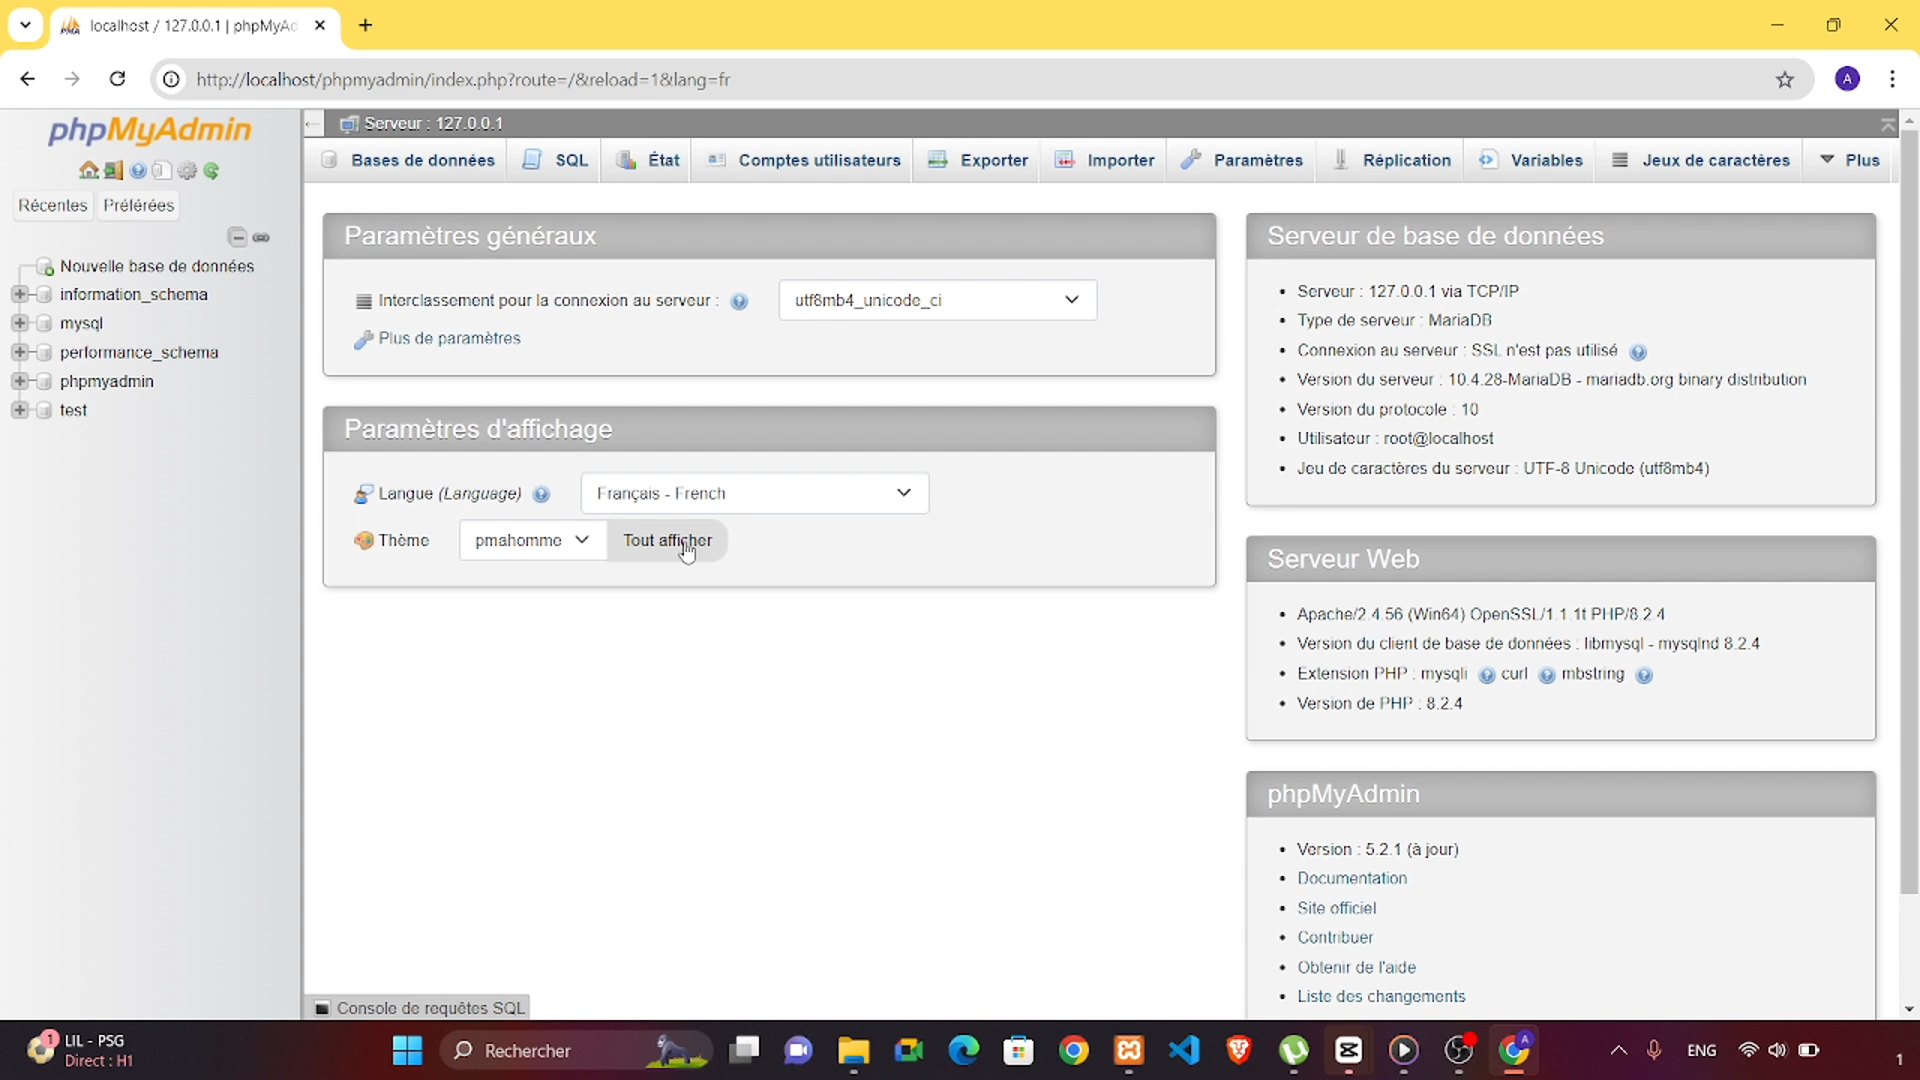 localhost / 127.0.0.1 | phpMyAd
http://localhost/phpmyadmin/index.php?route=/&reload=1&lang=fr
A
phpMyAdmin
Récentes Préférées
Nouvelle base de données
information_schema
mysql
performance_schema
phpmyadmin
test
Serveur : 127.0.0.1
Bases de données SQL État Comptes utilisateurs Exporter Importer Paramètres Réplication Variables Jeux de caractères Plus
Paramètres généraux
Interclassement pour la connexion au serveur : utf8mb4_unicode_ci
Plus de paramètres
Paramètres d'affichage
Langue (Language) Français - French
Thème pmahomme Tout afficher
Serveur de base de données
Serveur : 127.0.0.1 via TCP/IP
Type de serveur : MariaDB
Connexion au serveur : SSL n'est pas utilisé
Version du serveur : 10.4.28-MariaDB - mariadb.org binary distribution
Version du protocole : 10
Utilisateur : root@localhost
Jeu de caractères du serveur : UTF-8 Unicode (utf8mb4)
Serveur Web
Apache/2.4.56 (Win64) OpenSSL/1.1.1t PHP/8.2.4
Version du client de base de données : libmysql - mysqlnd 8.2.4
Extension PHP : mysqli curl mbstring
Version de PHP : 8.2.4
phpMyAdmin
Version : 5.2.1 (à jour)
Documentation
Site officiel
Contribuer
Obtenir de l'aide
Liste des changements
Console de requêtes SQL
1
LIL - PSG
Direct : H1
Rechercher
A
ENG
1